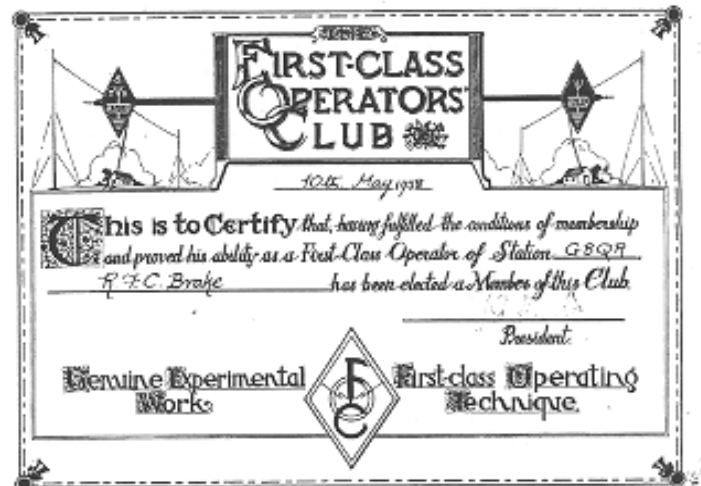 THE
FIRST-CLASS
OPERATORS'
CLUB
10th May
This is to Certify that, having fulfilled the conditions of membership
and proved his ability as a First-Class Operator of Station G8QR
R.F.C. Brake has been elected a Member of this Club.
President.
Genuine Experimental First-class Operating
Work. Technique.
FOC